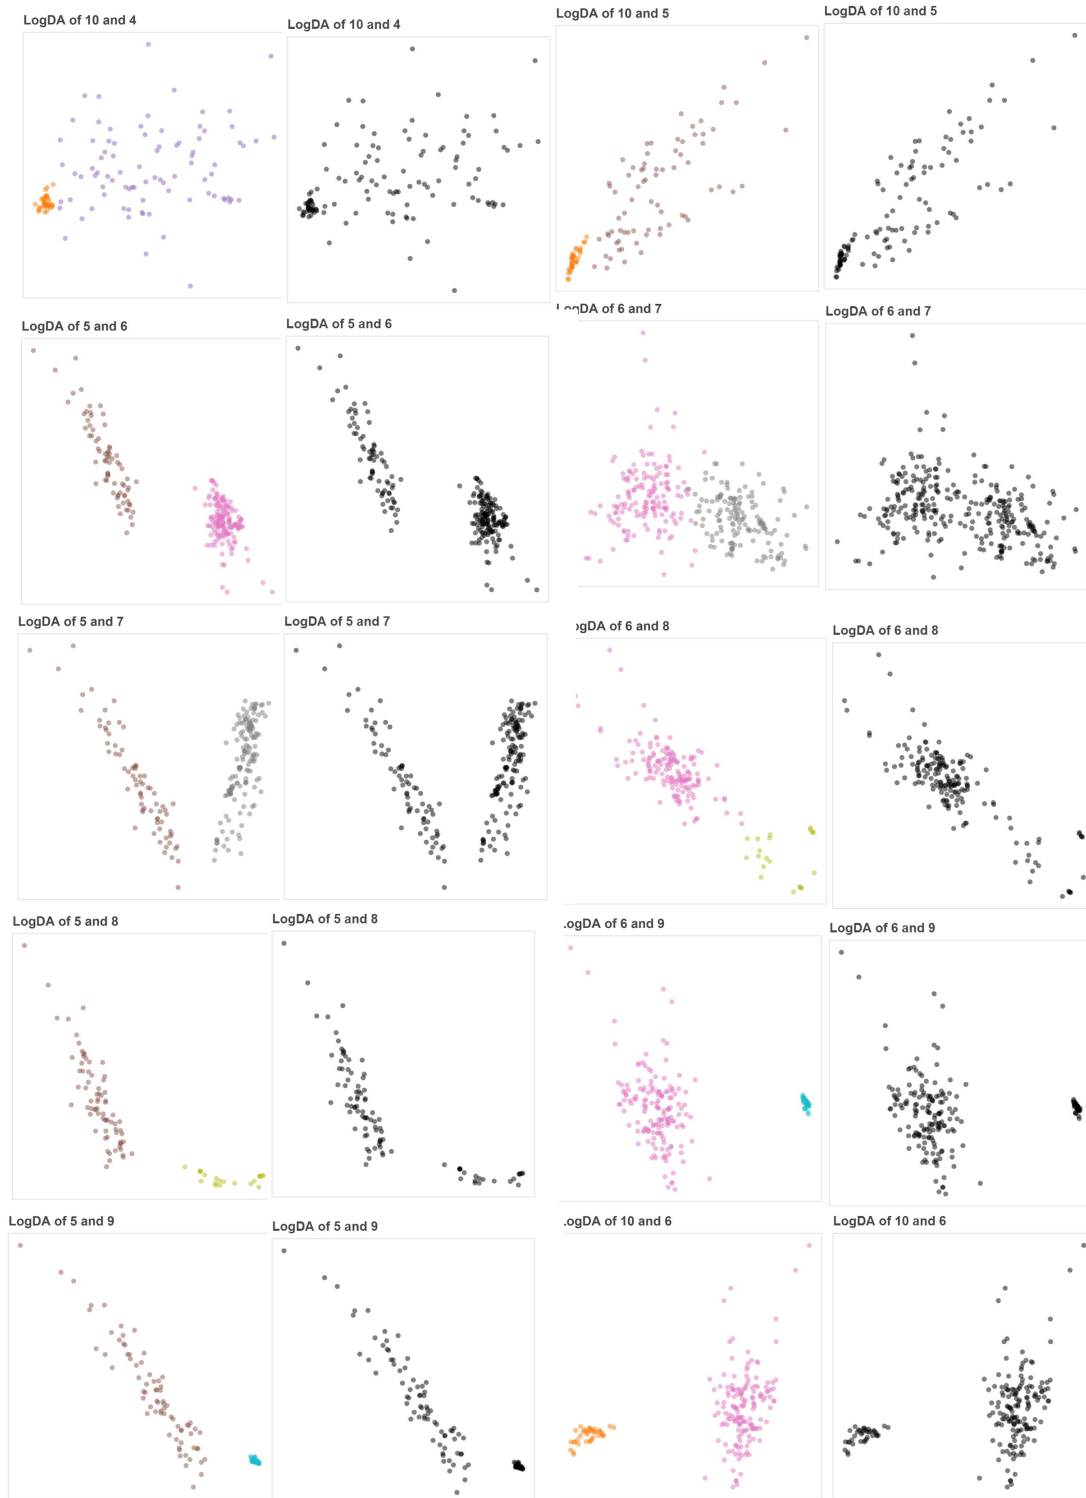 LogDA of 10 and 4
LogDA of 10 and 4
LogDA of 10 and 5
LogDA of 10 and 5
LogDA of 5 and 6
LogDA of 5 and 6
LogDA of 6 and 7
LogDA of 6 and 7
LogDA of 5 and 7
LogDA of 5 and 7
ogDA of 6 and 8
LogDA of 6 and 8
LogDA of 5 and 8
LogDA of 5 and 8
.ogDA of 6 and 9
LogDA of 6 and 9
LogDA of 5 and 9
LogDA of 5 and 9
.ogDA of 10 and 6
LogDA of 10 and 6